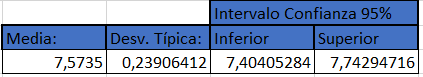 Intervalo Confianza 95%
Media: Desv. Típica: Inferior Superior
7,5735 0,23906412 7,40405284 7,74294716